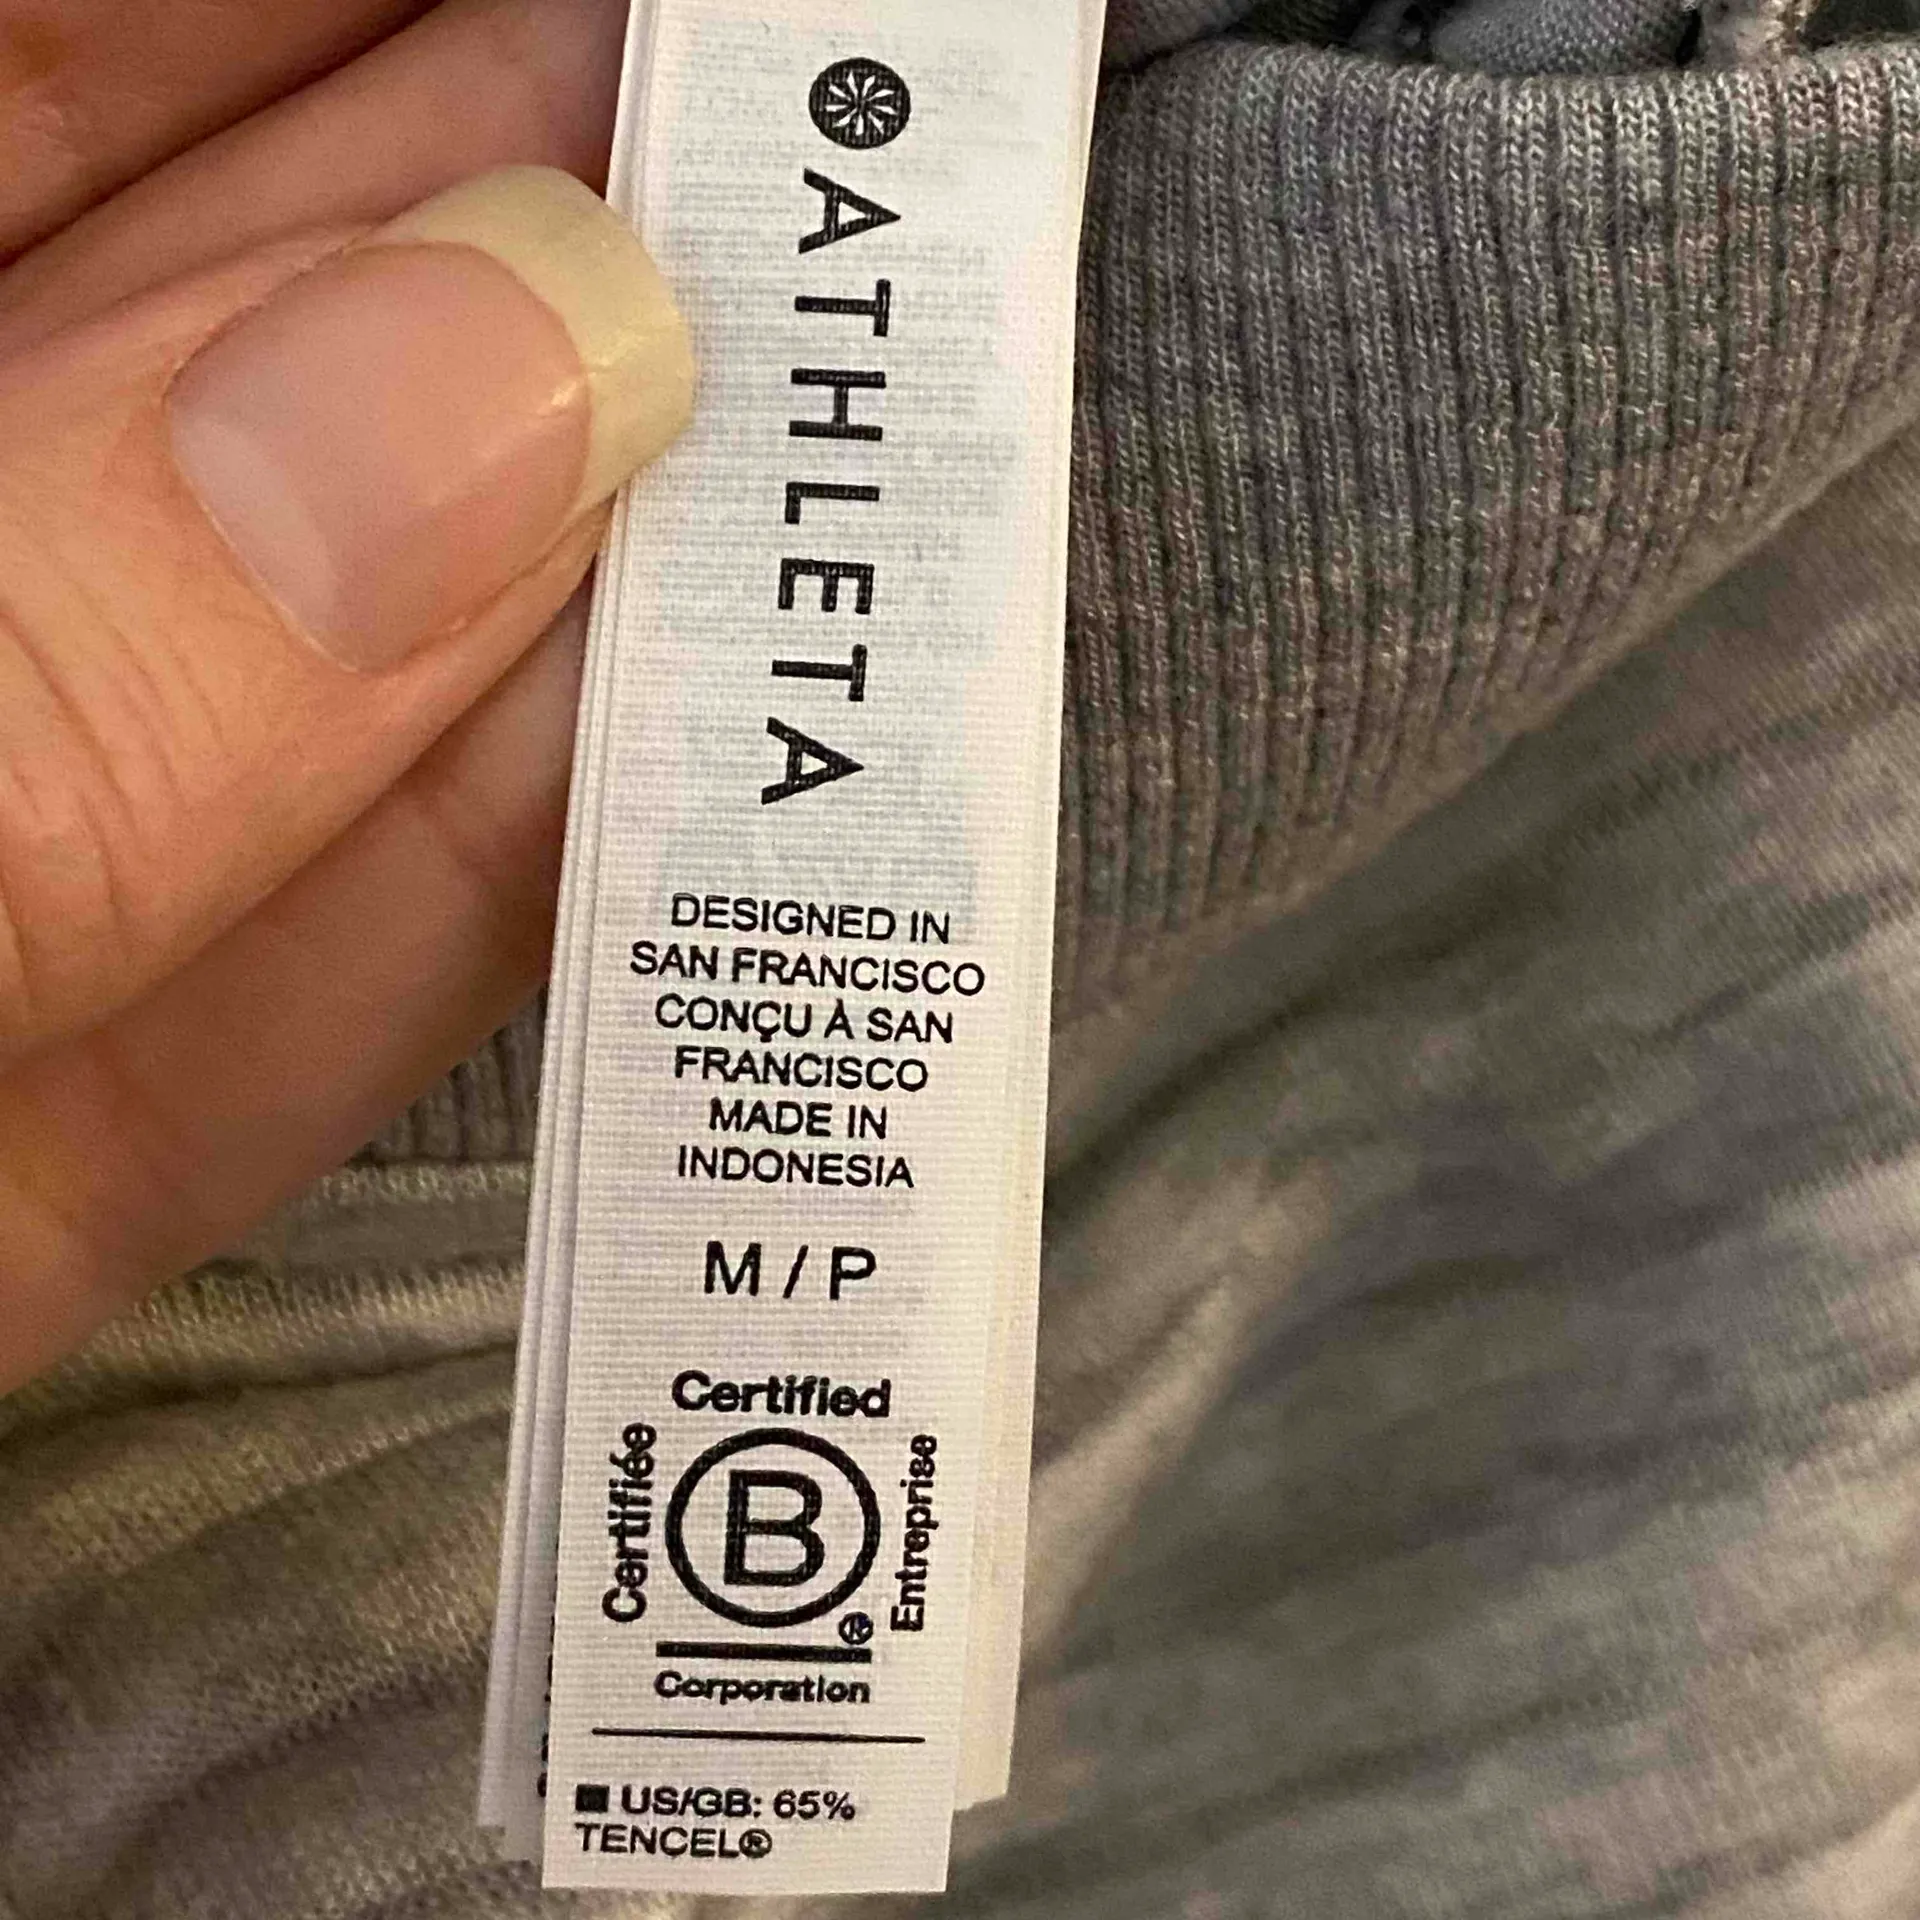 ATHLETA
DESIGNED IN
SAN FRANCISCO
CONÇU À SAN
FRANCISCO
MADE IN
INDONESIA
M / P
Certified
Certifiée
B
Entreprise
®
Corporation
US/GB: 65%
TENCEL®